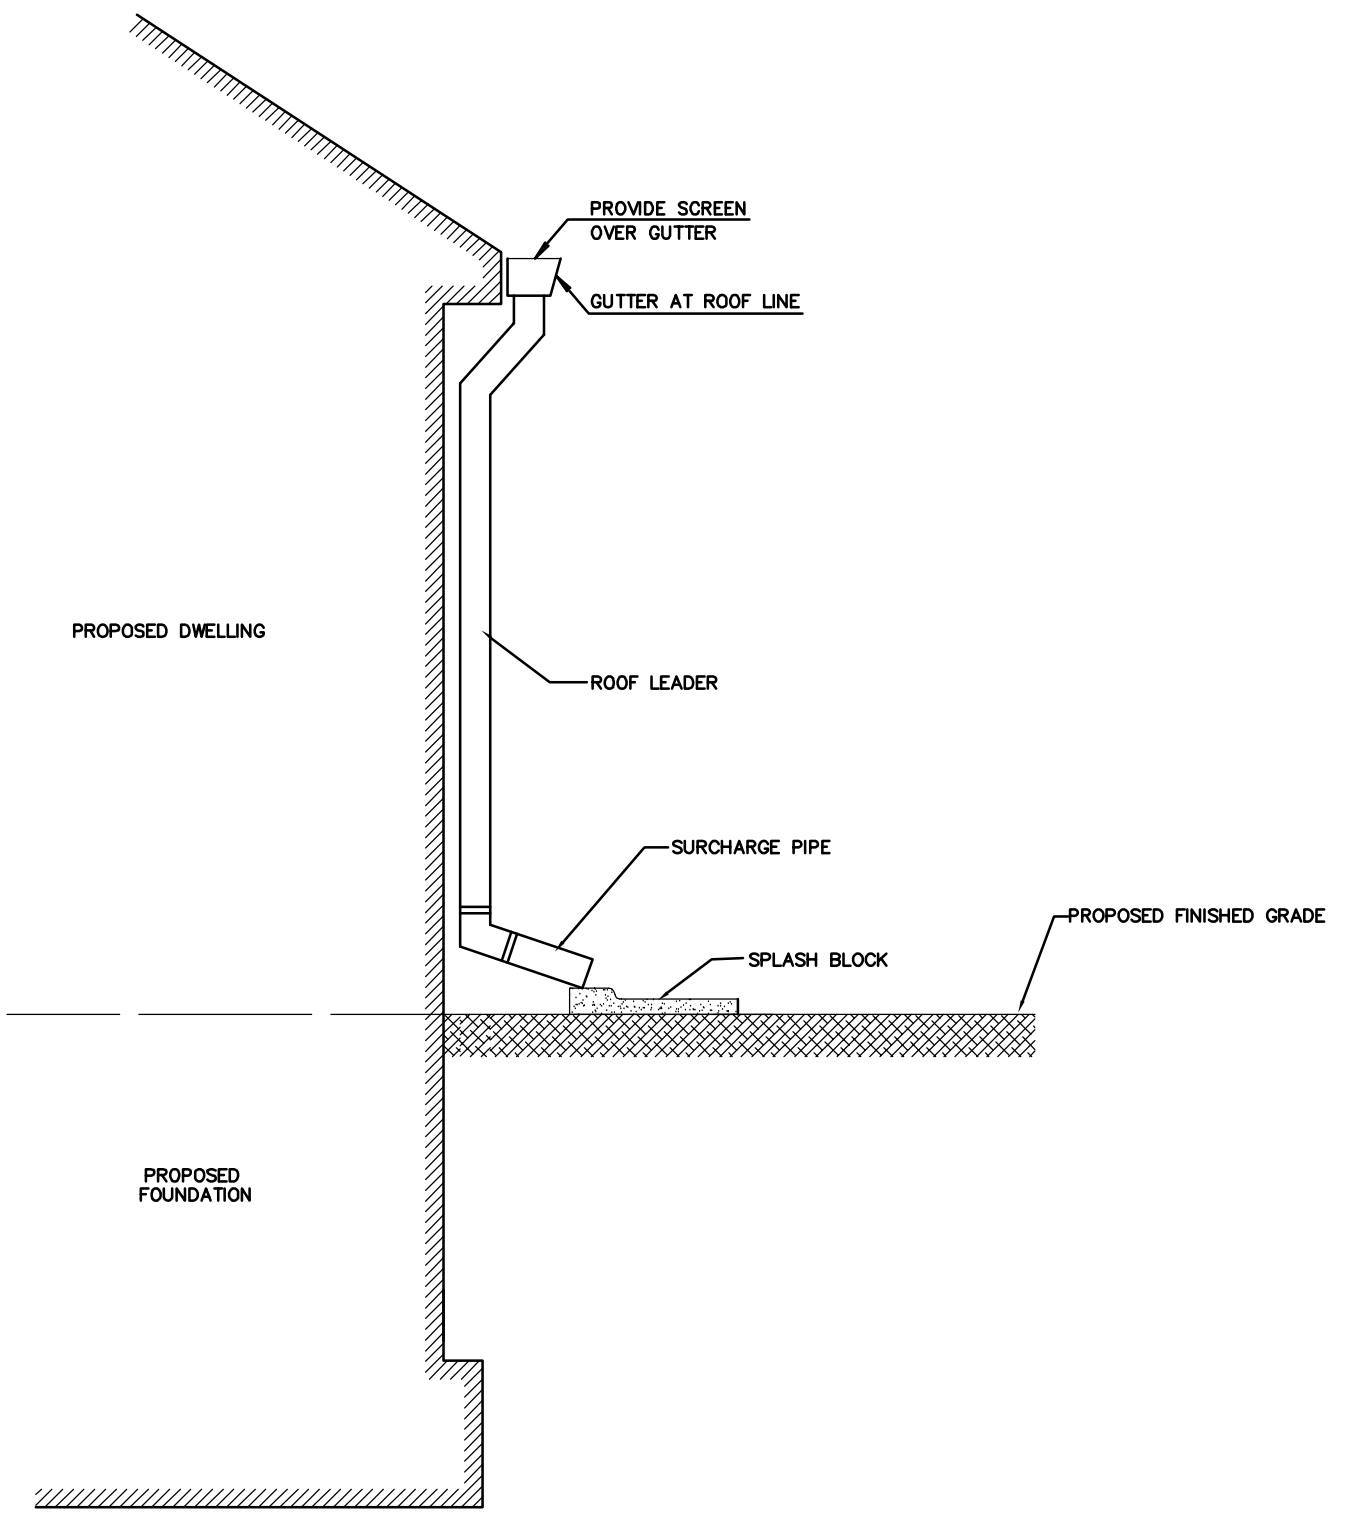 PROVIDE SCREEN
OVER GUTTER
GUTTER AT ROOF LINE
PROPOSED DWELLING
ROOF LEADER
SURCHARGE PIPE
PROPOSED FINISHED GRADE
SPLASH BLOCK
PROPOSED
FOUNDATION